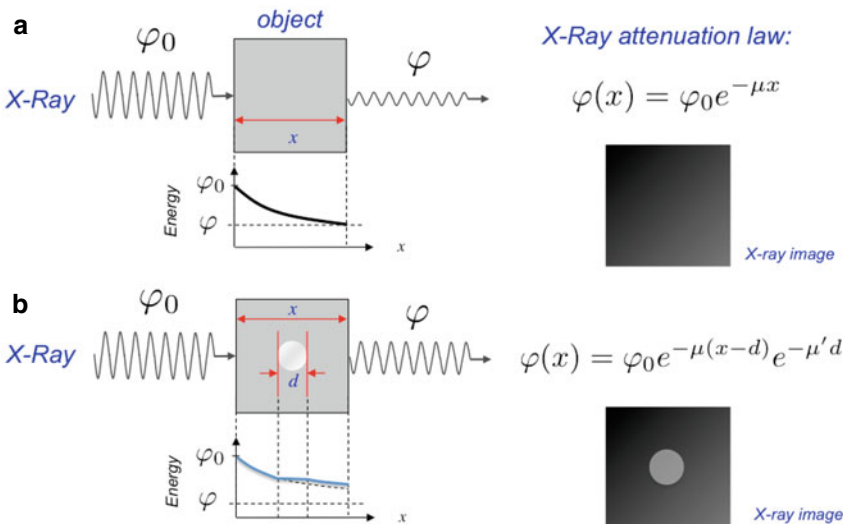 a
object
X-Ray attenuation law:
φ₀
φ
X-Ray
x
φ(x) = φ₀e^{−μx}
Energy
φ₀
φ
x
X-ray image
b
φ₀
φ
x
X-Ray
d
φ(x) = φ₀e^{−μ(x−d)}e^{−μ′d}
Energy
φ₀
φ
x
X-ray image